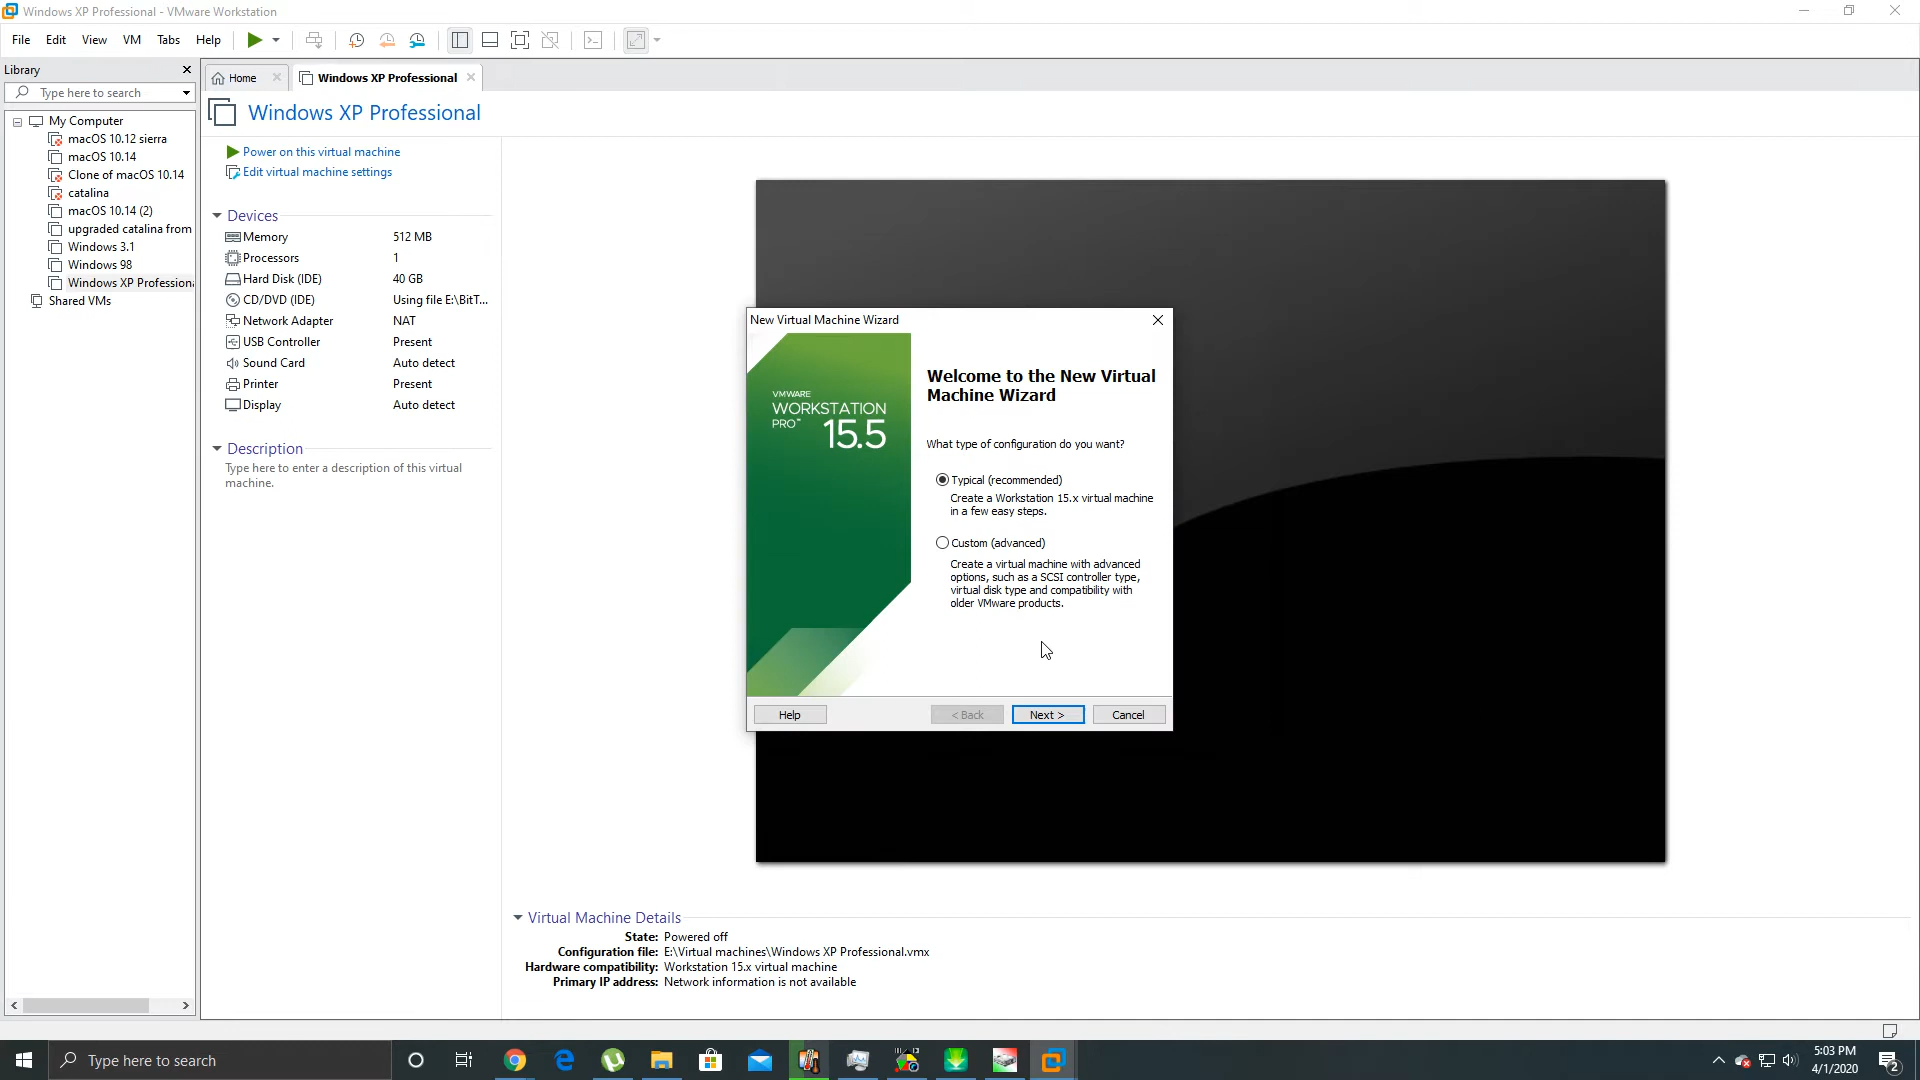 Windows XP Professional - VMware Workstation
File Edit View VM Tabs Help
Library
Type here to search
My Computer
macOS 10.12 sierra
macOS 10.14
Clone of macOS 10.14
catalina
macOS 10.14 (2)
upgraded catalina from
Windows 3.1
Windows 98
Windows XP Professiona
Shared VMs
Home
Windows XP Professional
Windows XP Professional
Power on this virtual machine
Edit virtual machine settings
Devices
Memory 512 MB
Processors 1
Hard Disk (IDE) 40 GB
CD/DVD (IDE) Using file E:\BitT...
Network Adapter NAT
USB Controller Present
Sound Card Auto detect
Printer Present
Display Auto detect
Description
Type here to enter a description of this virtual
machine.
New Virtual Machine Wizard
VMWARE
WORKSTATION
PRO™ 15.5
Welcome to the New Virtual
Machine Wizard
What type of configuration do you want?
Typical (recommended)
Create a Workstation 15.x virtual machine
in a few easy steps.
Custom (advanced)
Create a virtual machine with advanced
options, such as a SCSI controller type,
virtual disk type and compatibility with
older VMware products.
Help < Back Next > Cancel
Virtual Machine Details
State: Powered off
Configuration file: E:\Virtual machines\Windows XP Professional.vmx
Hardware compatibility: Workstation 15.x virtual machine
Primary IP address: Network information is not available
Type here to search
5:03 PM
4/1/2020
2